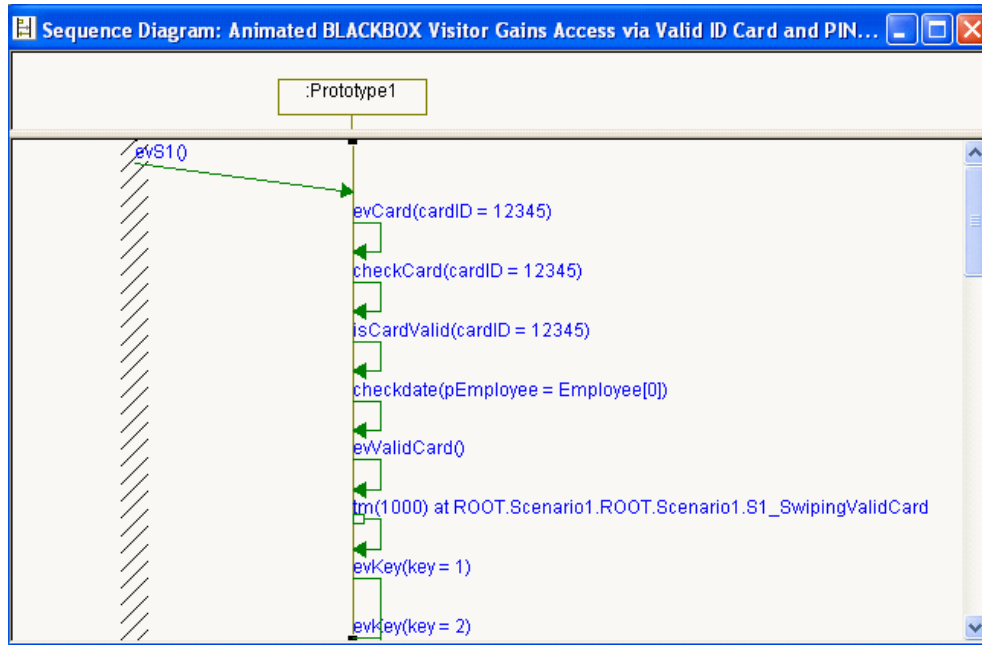 Sequence Diagram: Animated BLACKBOX Visitor Gains Access via Valid ID Card and PIN...
:Prototype1
evS1()
evCard(cardID = 12345)
checkCard(cardID = 12345)
isCardValid(cardID = 12345)
checkdate(pEmployee = Employee[0])
evValidCard()
tm(1000) at ROOT.Scenario1.ROOT.Scenario1.S1_SwipingValidCard
evKey(key = 1)
evKey(key = 2)